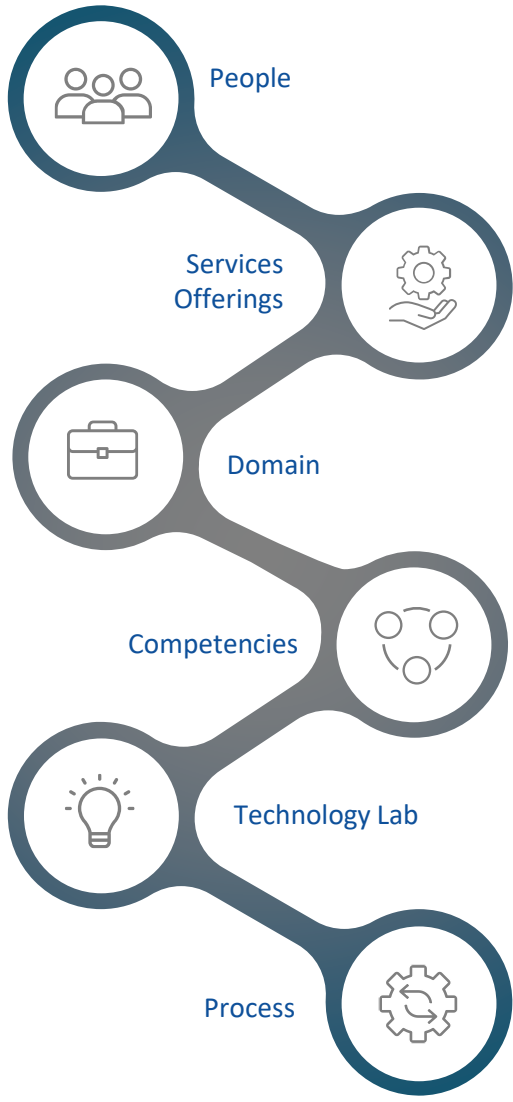 People
Services
Offerings
Domain
Competencies
Technology Lab
Process